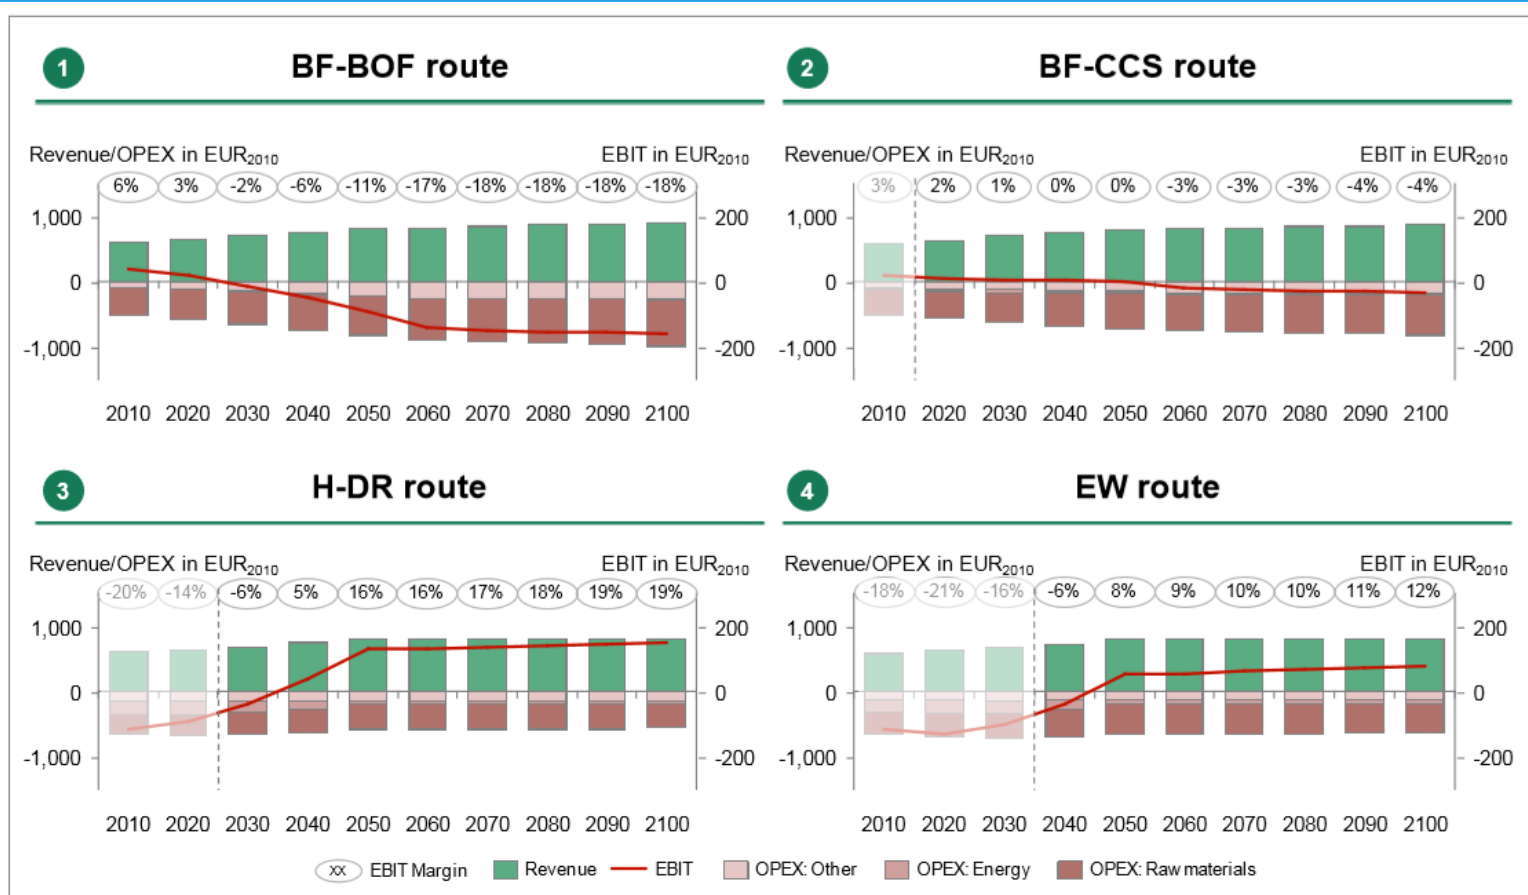 1 BF-BOF route
2 BF-CCS route
Revenue/OPEX in EUR2010 EBIT in EUR2010
6% 3% -2% -6% -11% -17% -18% -18% -18% -18%
1,000 200
0 0
-1,000 -200
2010 2020 2030 2040 2050 2060 2070 2080 2090 2100
Revenue/OPEX in EUR2010 EBIT in EUR2010
3% 2% 1% 0% 0% -3% -3% -3% -4% -4%
1,000 200
0 0
-1,000 -200
2010 2020 2030 2040 2050 2060 2070 2080 2090 2100
3 H-DR route
4 EW route
Revenue/OPEX in EUR2010 EBIT in EUR2010
-20% -14% -6% 5% 16% 16% 17% 18% 19% 19%
1,000 200
0 0
-1,000 -200
2010 2020 2030 2040 2050 2060 2070 2080 2090 2100
Revenue/OPEX in EUR2010 EBIT in EUR2010
-18% -21% -16% -6% 8% 9% 10% 10% 11% 12%
1,000 200
0 0
-1,000 -200
2010 2020 2030 2040 2050 2060 2070 2080 2090 2100
XX EBIT Margin Revenue EBIT OPEX: Other OPEX: Energy OPEX: Raw materials